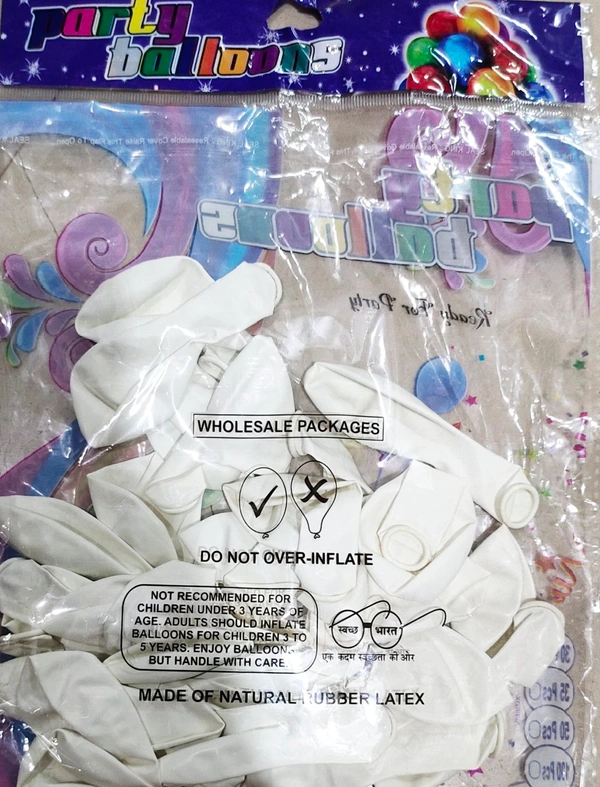 party
balloons
party
party
balloons
balloons
Ready For Party
WHOLESALE PACKAGES
DO NOT OVER-INFLATE
NOT RECOMMENDED FOR
CHILDREN UNDER 3 YEARS OF
AGE. ADULTS SHOULD INFLATE
BALLOONS FOR CHILDREN 3 TO
5 YEARS. ENJOY BALLOON
BUT HANDLE WITH CARE.
स्वच्छ भारत
एक कदम स्वच्छता की ओर
MADE OF NATURAL RUBBER LATEX
30
35 Pcs
50 Pcs
100 Pcs